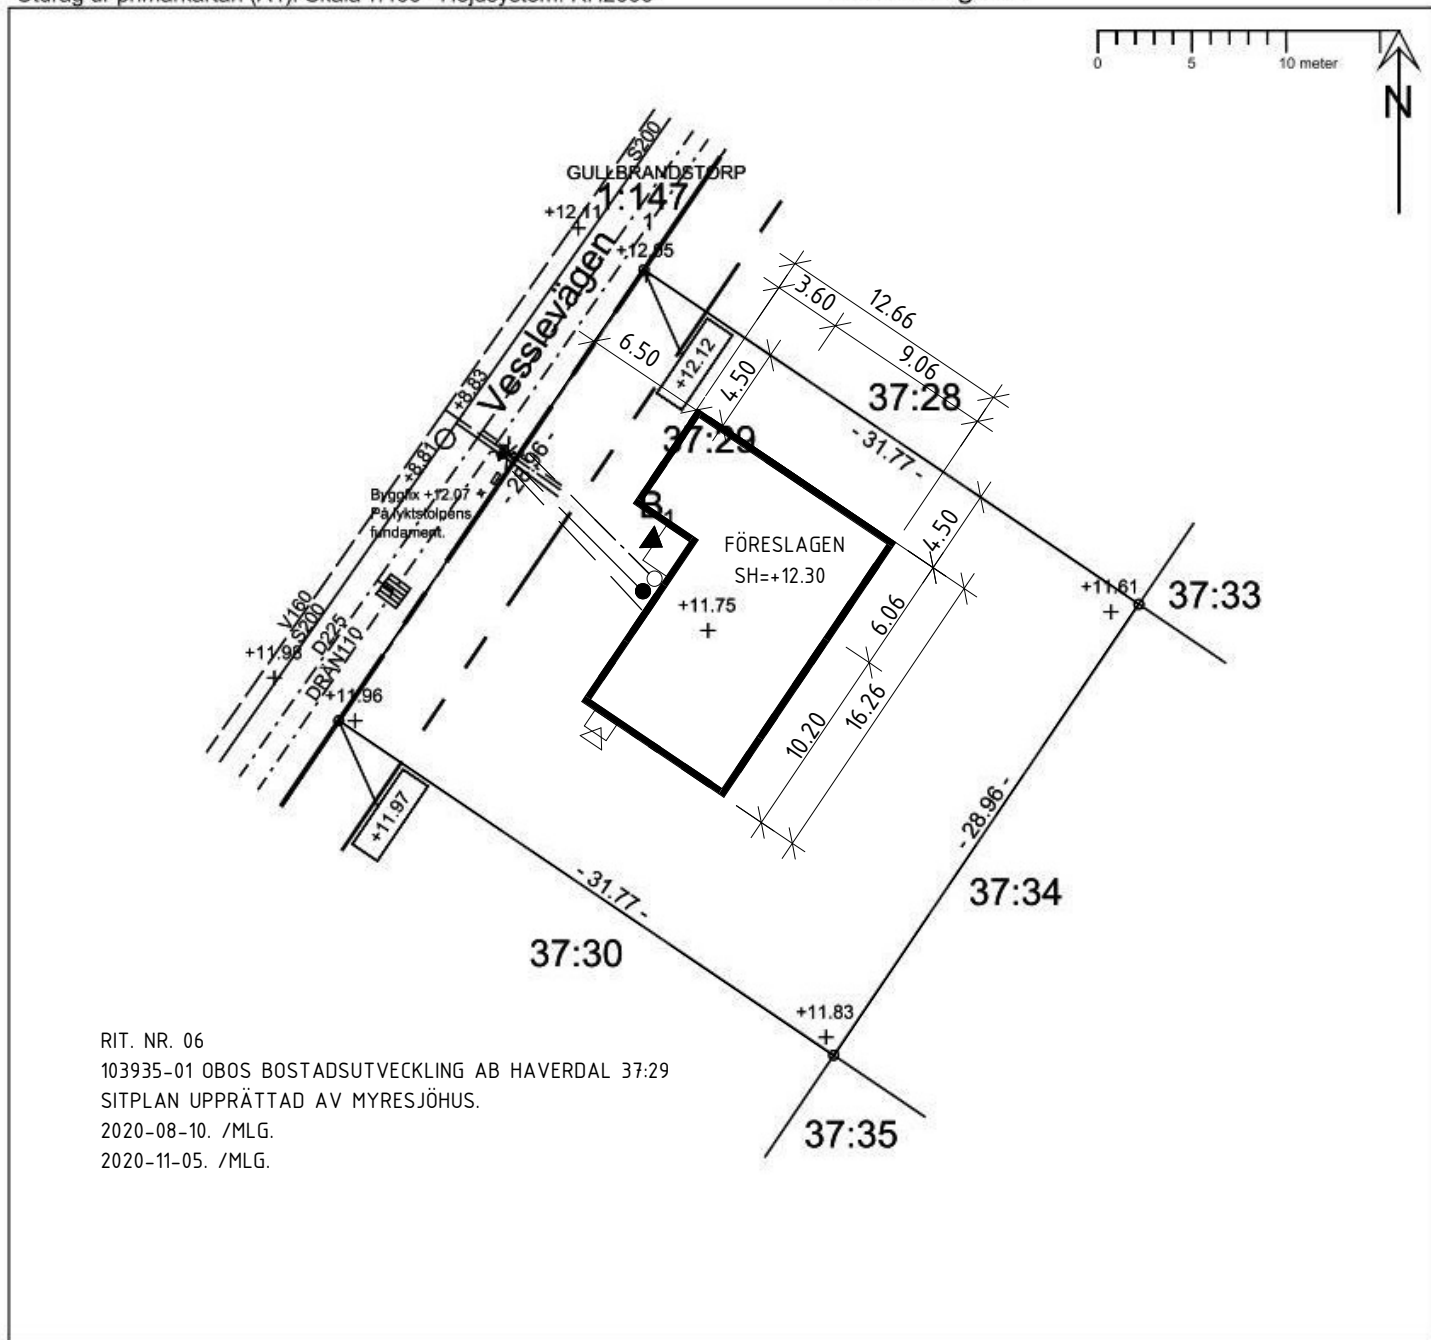 0
5
10 meter
N
S200
GULLBRANDSTORP
1:147
1
+12.11
Vesslevägen
+12.05
3.60
12.66
6.50
+12.12
4.50
9.06
37:28
+8.83
37:29
- 31.77 -
+8.81
- 28.96 -
Byggfix +12.07
På lyktstolpens
fundament.
B1
4.50
FÖRESLAGEN
SH=+12.30
+11.61
37:33
+11.75
V160
S200
D225
DRÄN110
6.06
+11.98
+11.96
16.26
10.20
+11.97
- 28.96 -
- 31.77 -
37:34
37:30
+11.83
RIT. NR. 06
103935-01 OBOS BOSTADSUTVECKLING AB HAVERDAL 37:29
SITPLAN UPPRÄTTAD AV MYRESJÖHUS.
2020-08-10. /MLG.
2020-11-05. /MLG.
37:35